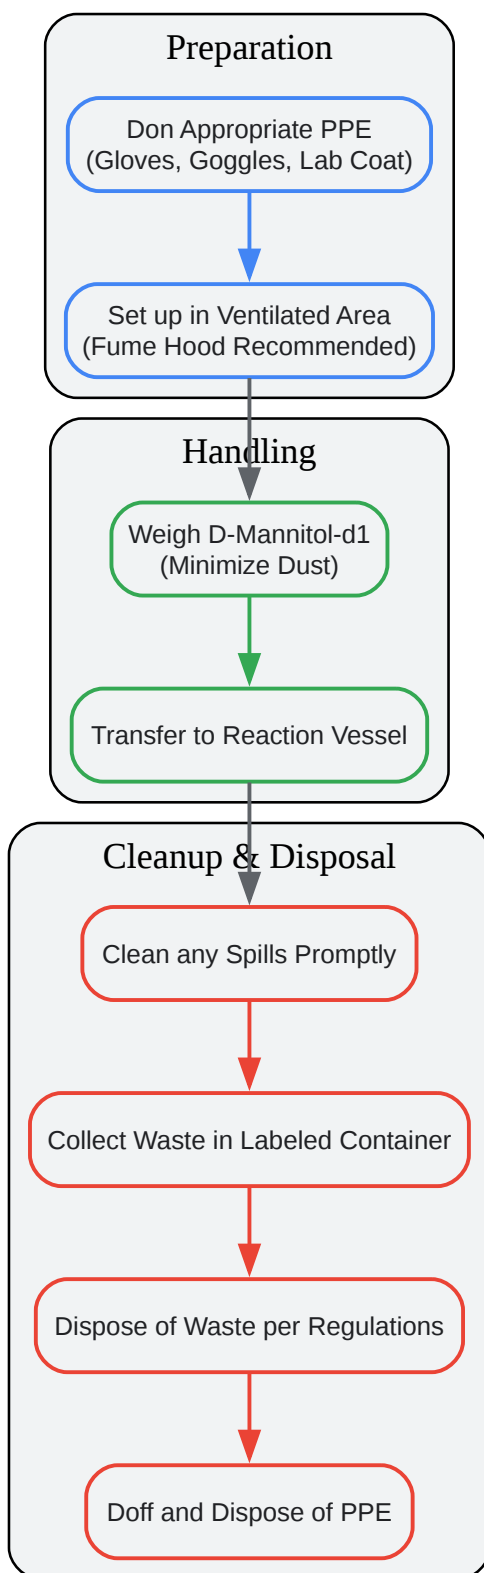 Preparation
Don Appropriate PPE
(Gloves, Goggles, Lab Coat)
Set up in Ventilated Area
(Fume Hood Recommended)
Handling
Weigh D-Mannitol-d1
(Minimize Dust)
Transfer to Reaction Vessel
Cleanup & Disposal
Clean any Spills Promptly
Collect Waste in Labeled Container
Dispose of Waste per Regulations
Doff and Dispose of PPE